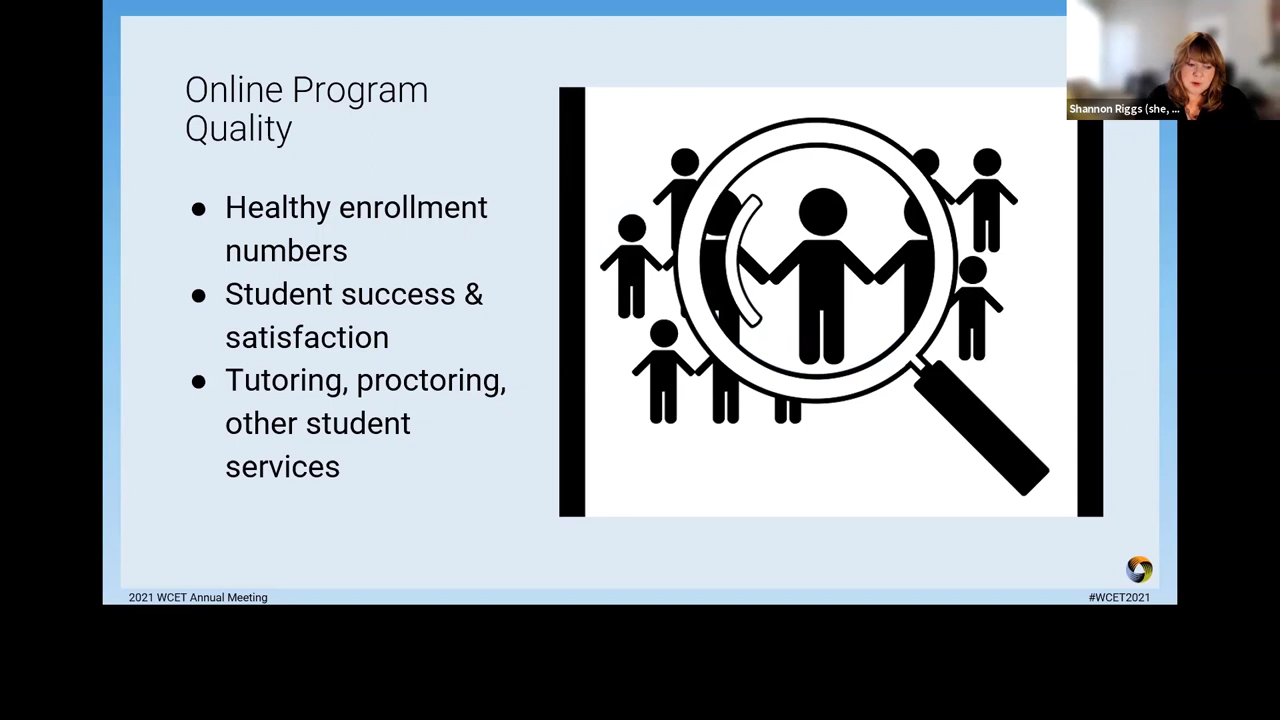 Online Program
Quality
● Healthy enrollment
numbers
● Student success &
satisfaction
● Tutoring, proctoring,
other student
services
Shannon Riggs (she, ...
2021 WCET Annual Meeting
#WCET2021